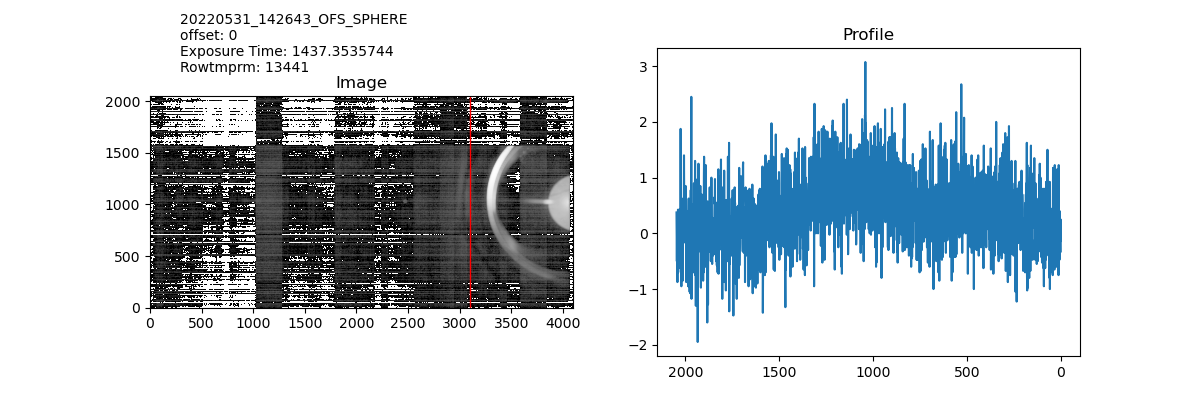 20220531_142643_OFS_SPHERE
offset: 0
Exposure Time: 1437.3535744
Rowtmprm: 13441
Image
Profile
2000
1500
1000
500
0
0 500 1000 1500 2000 2500 3000 3500 4000
3
2
1
0
−1
−2
2000 1500 1000 500 0